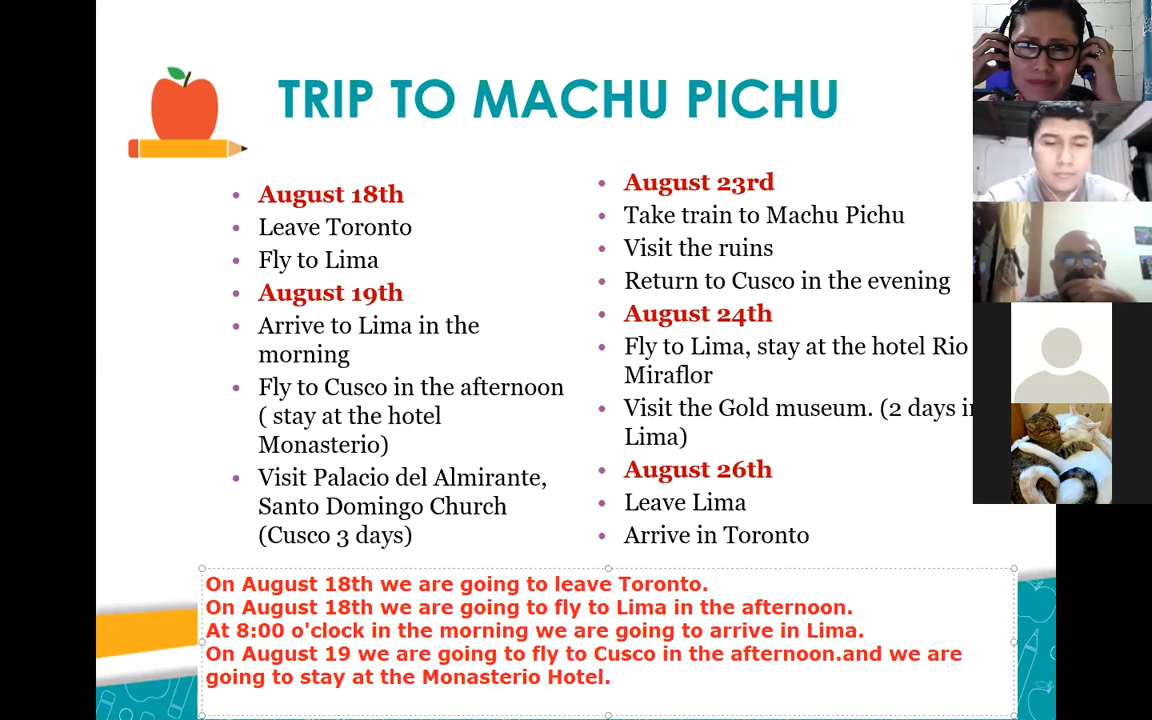 TRIP TO MACHU PICHU
August 18th
Leave Toronto
Fly to Lima
August 19th
Arrive to Lima in the
morning
Fly to Cusco in the afternoon
( stay at the hotel
Monasterio)
Visit Palacio del Almirante,
Santo Domingo Church
(Cusco 3 days)
August 23rd
Take train to Machu Pichu
Visit the ruins
Return to Cusco in the evening
August 24th
Fly to Lima, stay at the hotel Rio
Miraflor
Visit the Gold museum. (2 days in
Lima)
August 26th
Leave Lima
Arrive in Toronto
On August 18th we are going to leave Toronto.
On August 18th we are going to fly to Lima in the afternoon.
At 8:00 o'clock in the morning we are going to arrive in Lima.
On August 19 we are going to fly to Cusco in the afternoon.and we are
going to stay at the Monasterio Hotel.